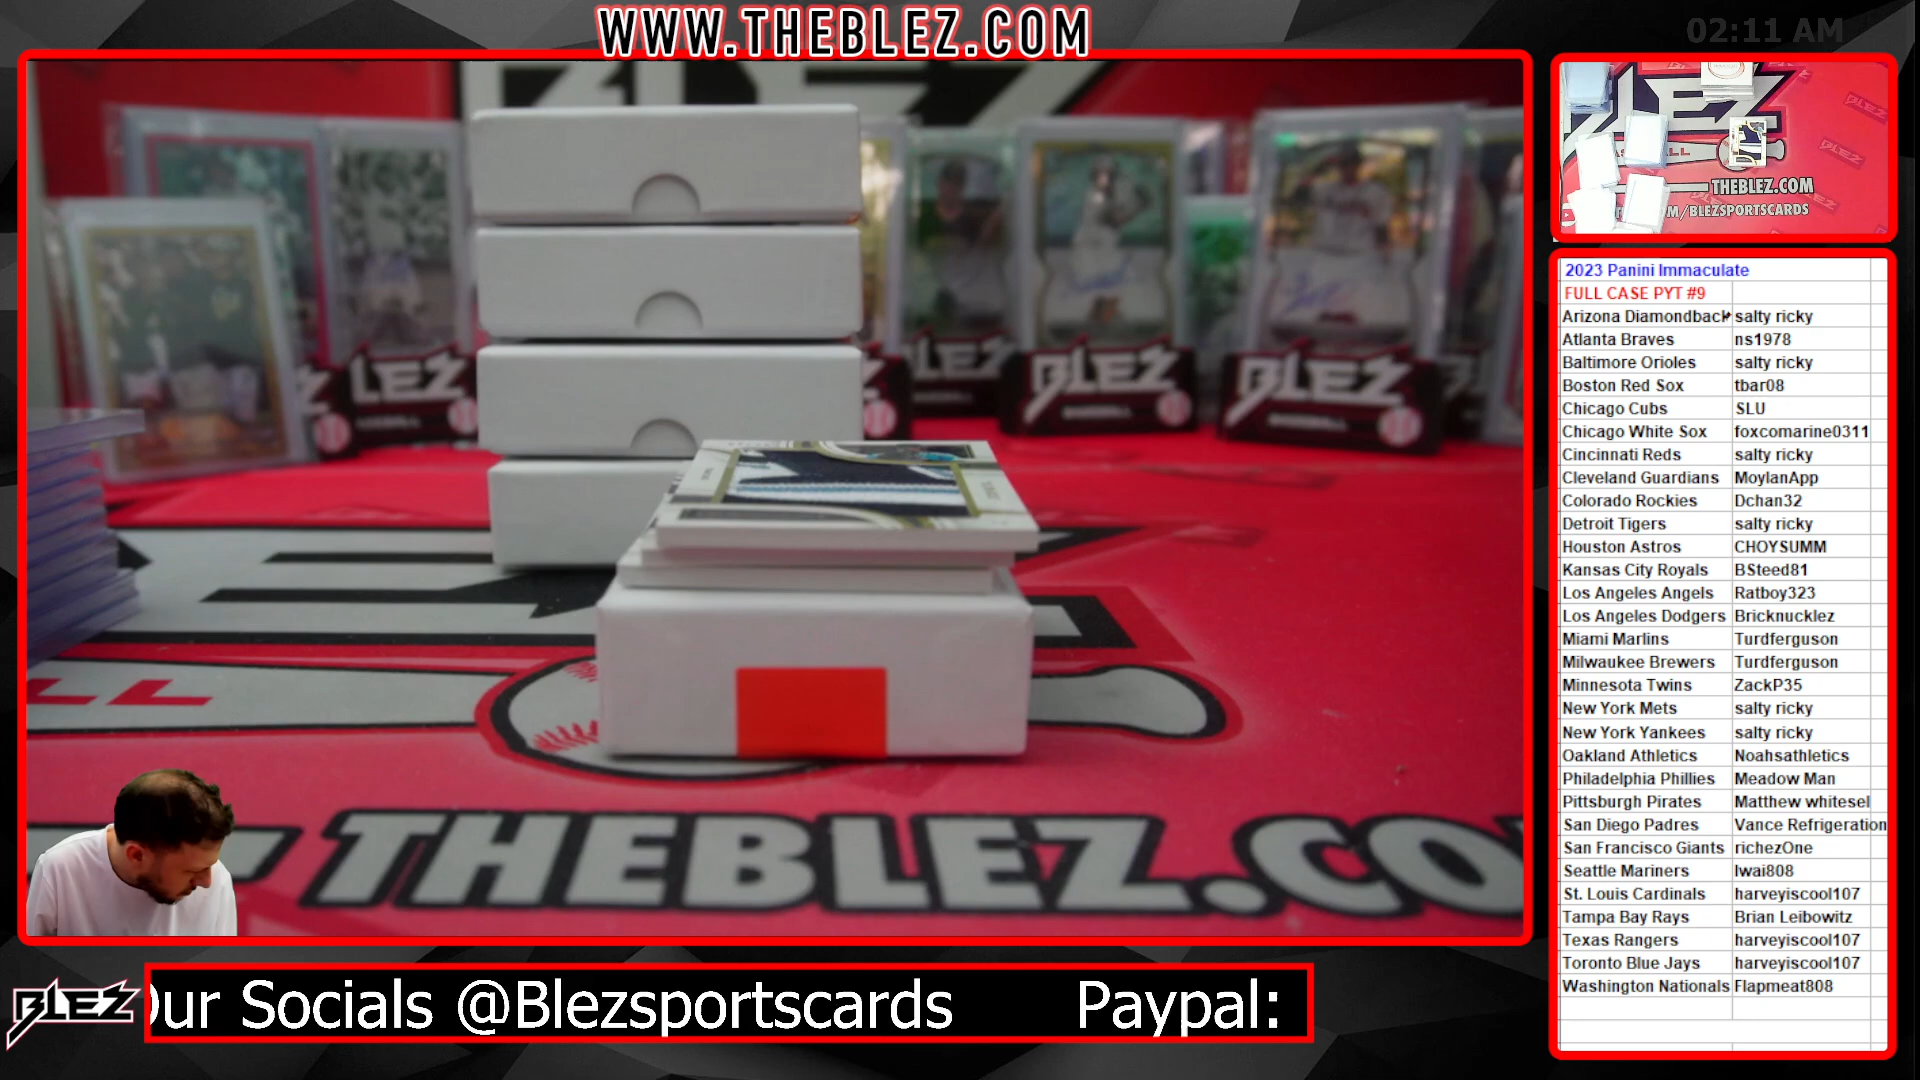 WWW.THEBLEZ.COM
02:11 AM
BLEZ
THEBLEZ.COM
M/BLEZSPORTSCARDS
2023 Panini Immaculate
FULL CASE PYT #9
Arizona Diamondback salty ricky
Atlanta Braves ns1978
Baltimore Orioles salty ricky
Boston Red Sox tbar08
Chicago Cubs SLU
Chicago White Sox foxcomarine0311
Cincinnati Reds salty ricky
Cleveland Guardians MoylanApp
Colorado Rockies Dchan32
Detroit Tigers salty ricky
Houston Astros CHOYSUMM
Kansas City Royals BSteed81
Los Angeles Angels Ratboy323
Los Angeles Dodgers Bricknucklez
Miami Marlins Turdferguson
Milwaukee Brewers Turdferguson
Minnesota Twins ZackP35
New York Mets salty ricky
New York Yankees salty ricky
Oakland Athletics Noahsathletics
Philadelphia Phillies Meadow Man
Pittsburgh Pirates Matthew whitesel
San Diego Padres Vance Refrigeration
San Francisco Giants richezOne
Seattle Mariners lwai808
St. Louis Cardinals harveyiscool107
Tampa Bay Rays Brian Leibowitz
Texas Rangers harveyiscool107
Toronto Blue Jays harveyiscool107
Washington Nationals Flapmeat808
BLEZ
BLEZ
BLEZ
BLEZ
THEBLEZ.CO
BLEZ
Our Socials @Blezsportscards Paypal: